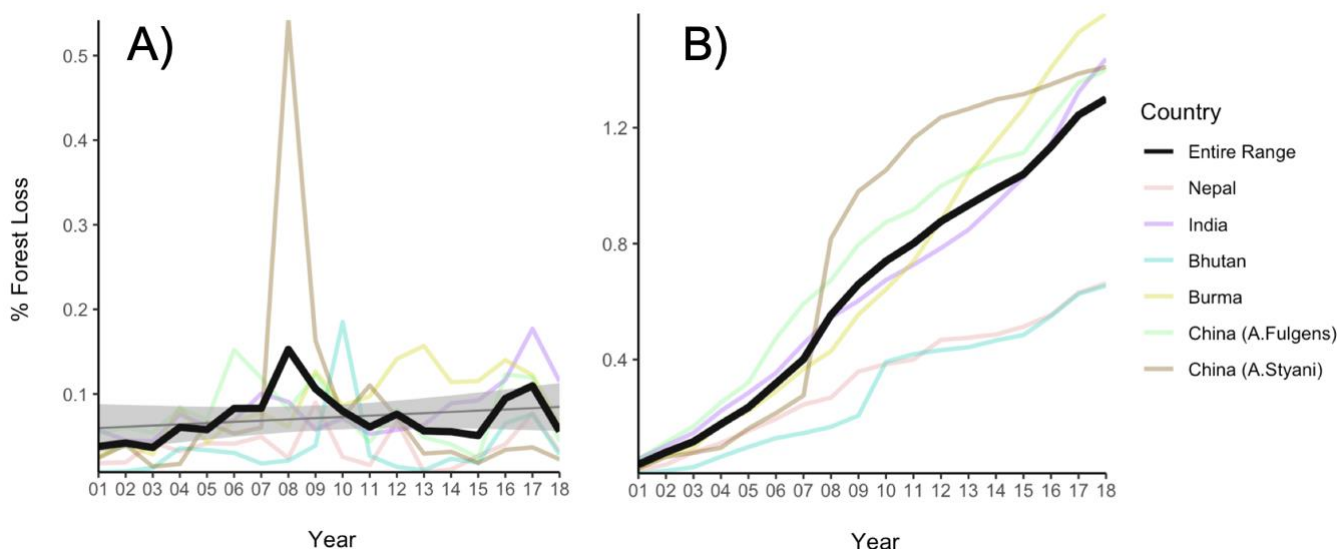 A)
B)
% Forest Loss
0.5
0.4
0.3
0.2
0.1
01 02 03 04 05 06 07 08 09 10 11 12 13 14 15 16 17 18
Year
1.2
0.8
0.4
01 02 03 04 05 06 07 08 09 10 11 12 13 14 15 16 17 18
Year
Country
Entire Range
Nepal
India
Bhutan
Burma
China (A.Fulgens)
China (A.Styani)